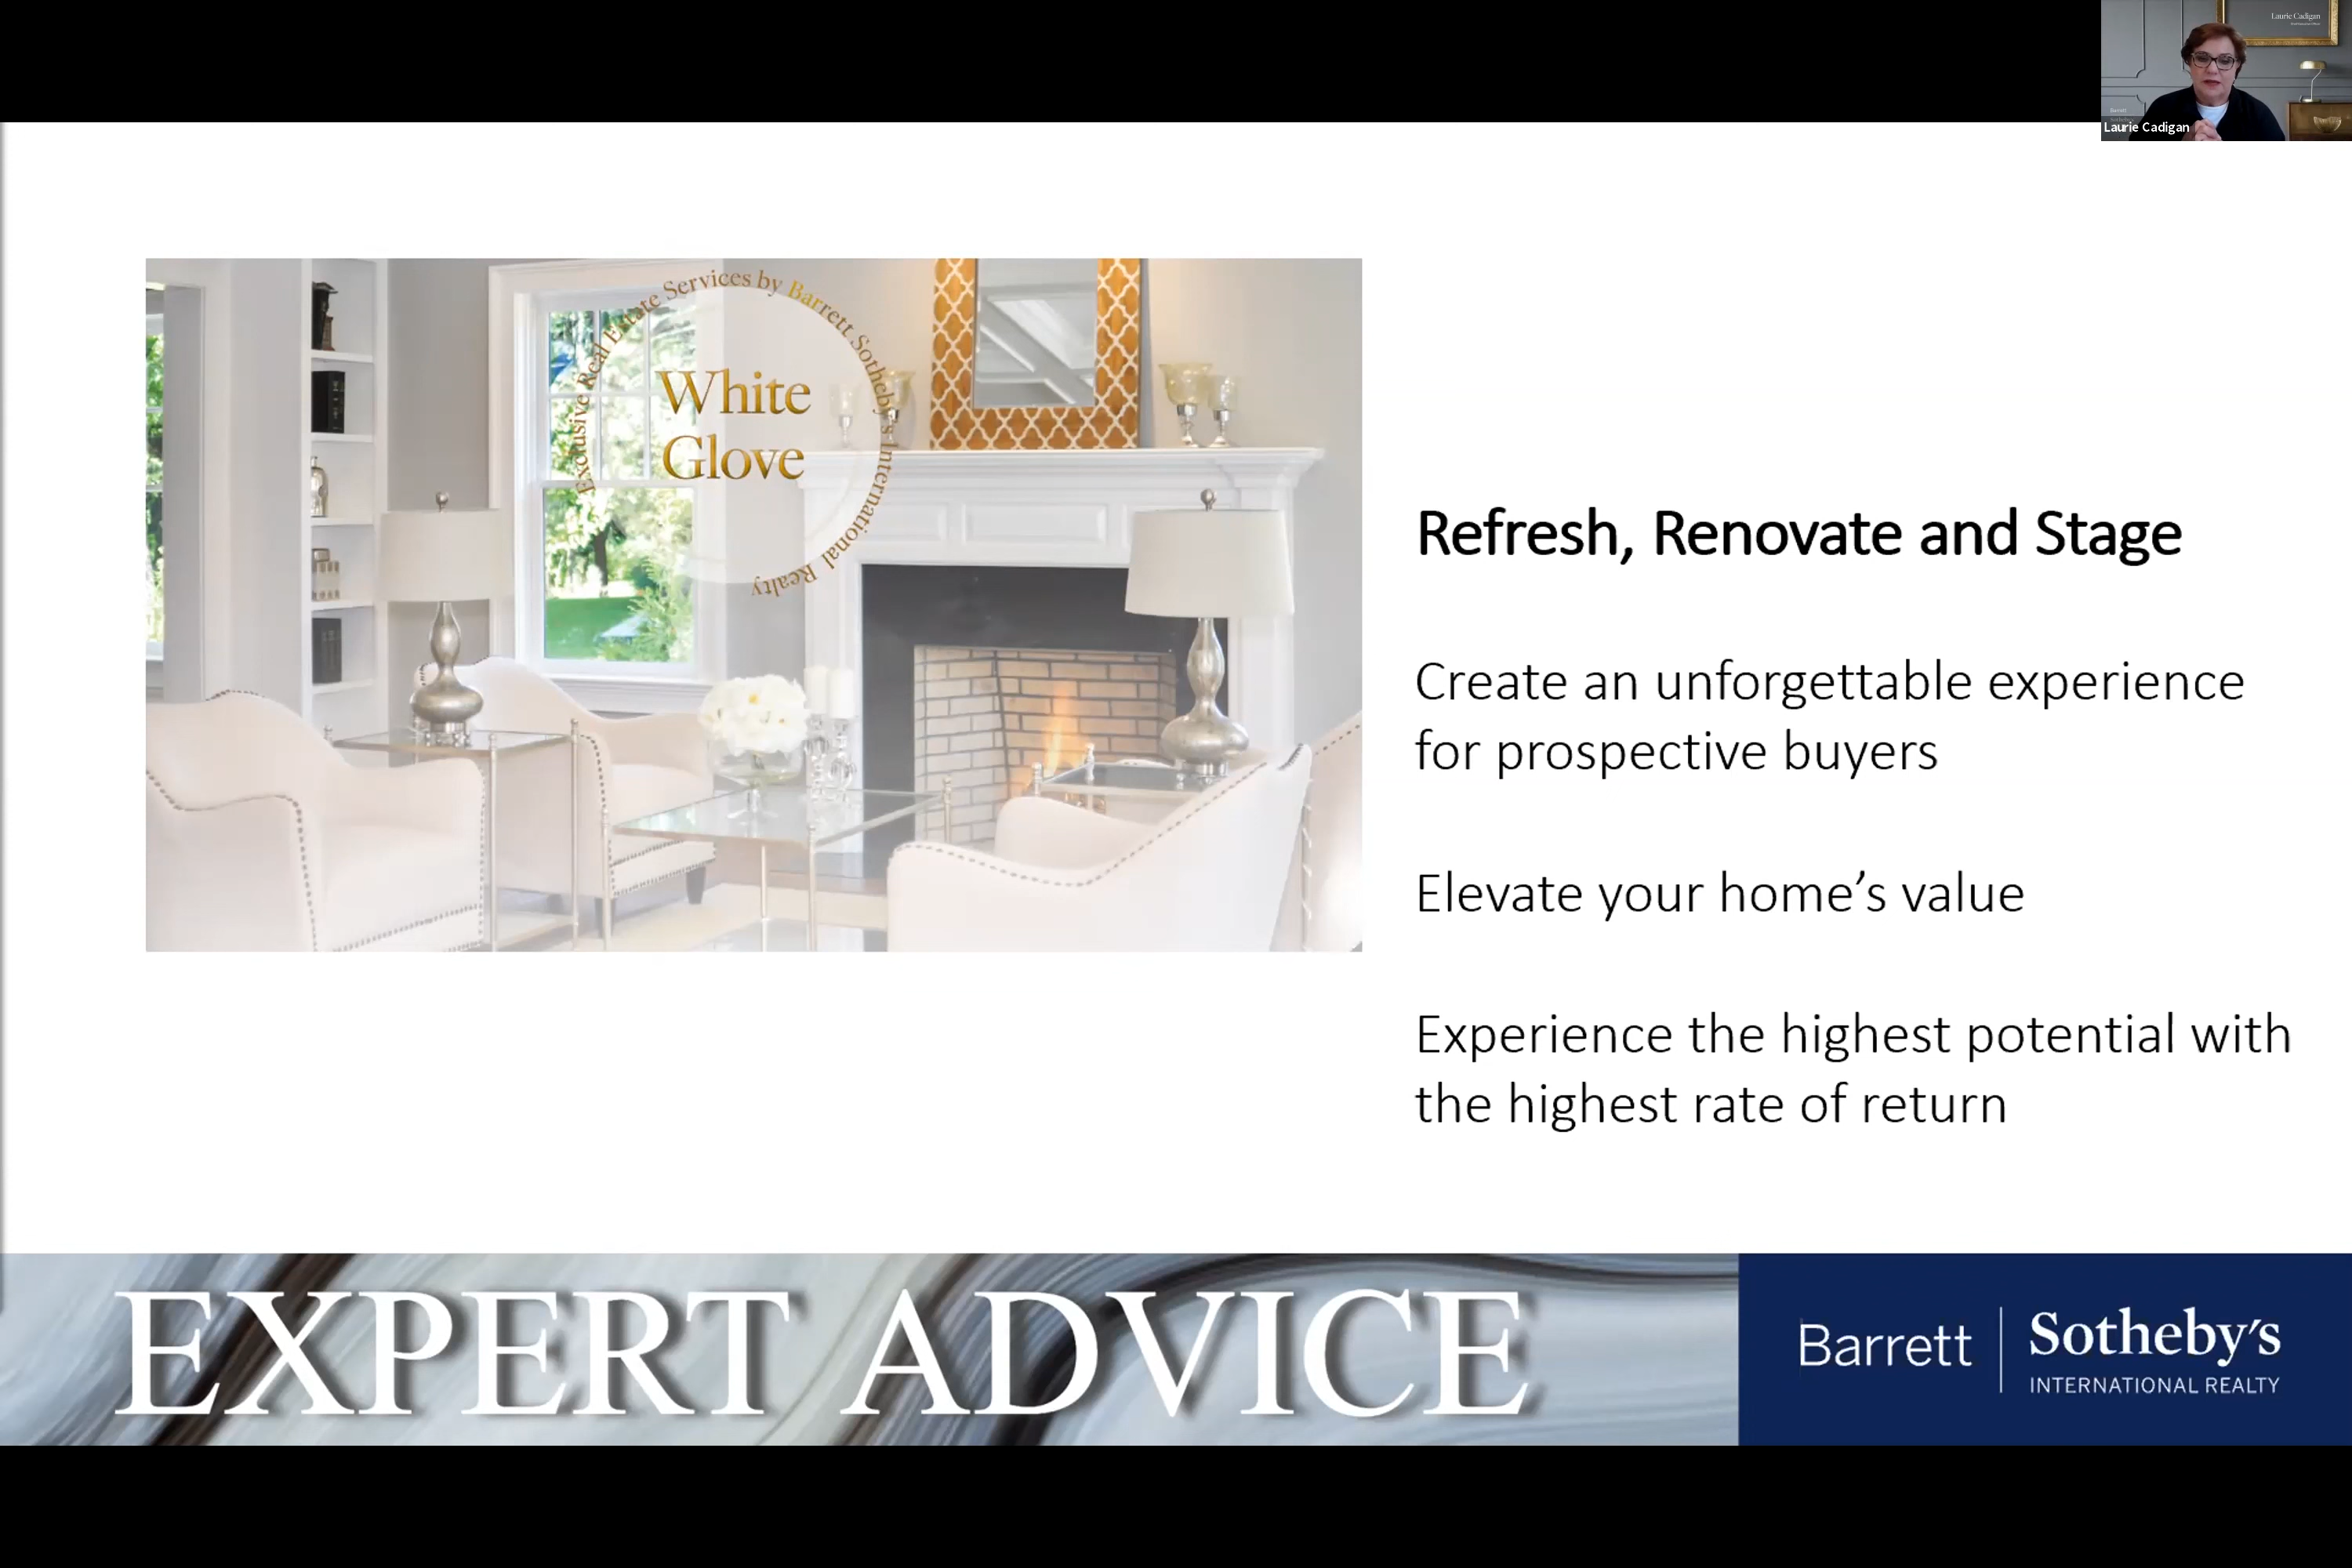 Laurie Cadigan
Laurie Cadigan
Exclusive Real Estate Services by Barrett Sotheby's International Realty
White
Glove
Refresh, Renovate and Stage
Create an unforgettable experience
for prospective buyers
Elevate your home’s value
Experience the highest potential with
the highest rate of return
EXPERT ADVICE
Barrett
Sotheby's
INTERNATIONAL REALTY